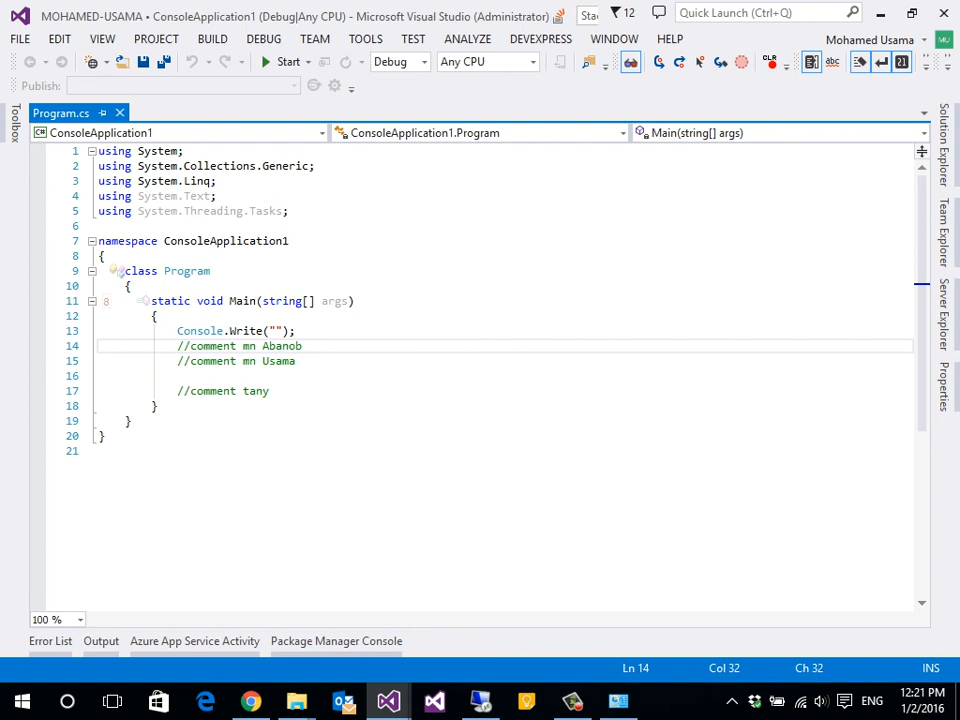 MOHAMED-USAMA • ConsoleApplication1 (Debug|Any CPU) - Microsoft Visual Studio (Administrator)
12
Quick Launch (Ctrl+Q)
FILE EDIT VIEW PROJECT BUILD DEBUG TEAM TOOLS TEST ANALYZE DEVEXPRESS WINDOW HELP
Mohamed Usama MU
Start Debug Any CPU CLR abc 21
Publish:
Program.cs
ConsoleApplication1 ConsoleApplication1.Program Main(string[] args)
1 using System;
2 using System.Collections.Generic;
3 using System.Linq;
4 using System.Text;
5 using System.Threading.Tasks;
6
7 namespace ConsoleApplication1
8 {
9 class Program
10 {
11 8 static void Main(string[] args)
12 {
13 Console.Write("");
14 //comment mn Abanob
15 //comment mn Usama
16
17 //comment tany
18 }
19 }
20 }
21
Toolbox
Solution Explorer
Team Explorer
Server Explorer
Properties
100 %
Error List Output Azure App Service Activity Package Manager Console
Ln 14 Col 32 Ch 32 INS
ENG
12:21 PM
1/2/2016